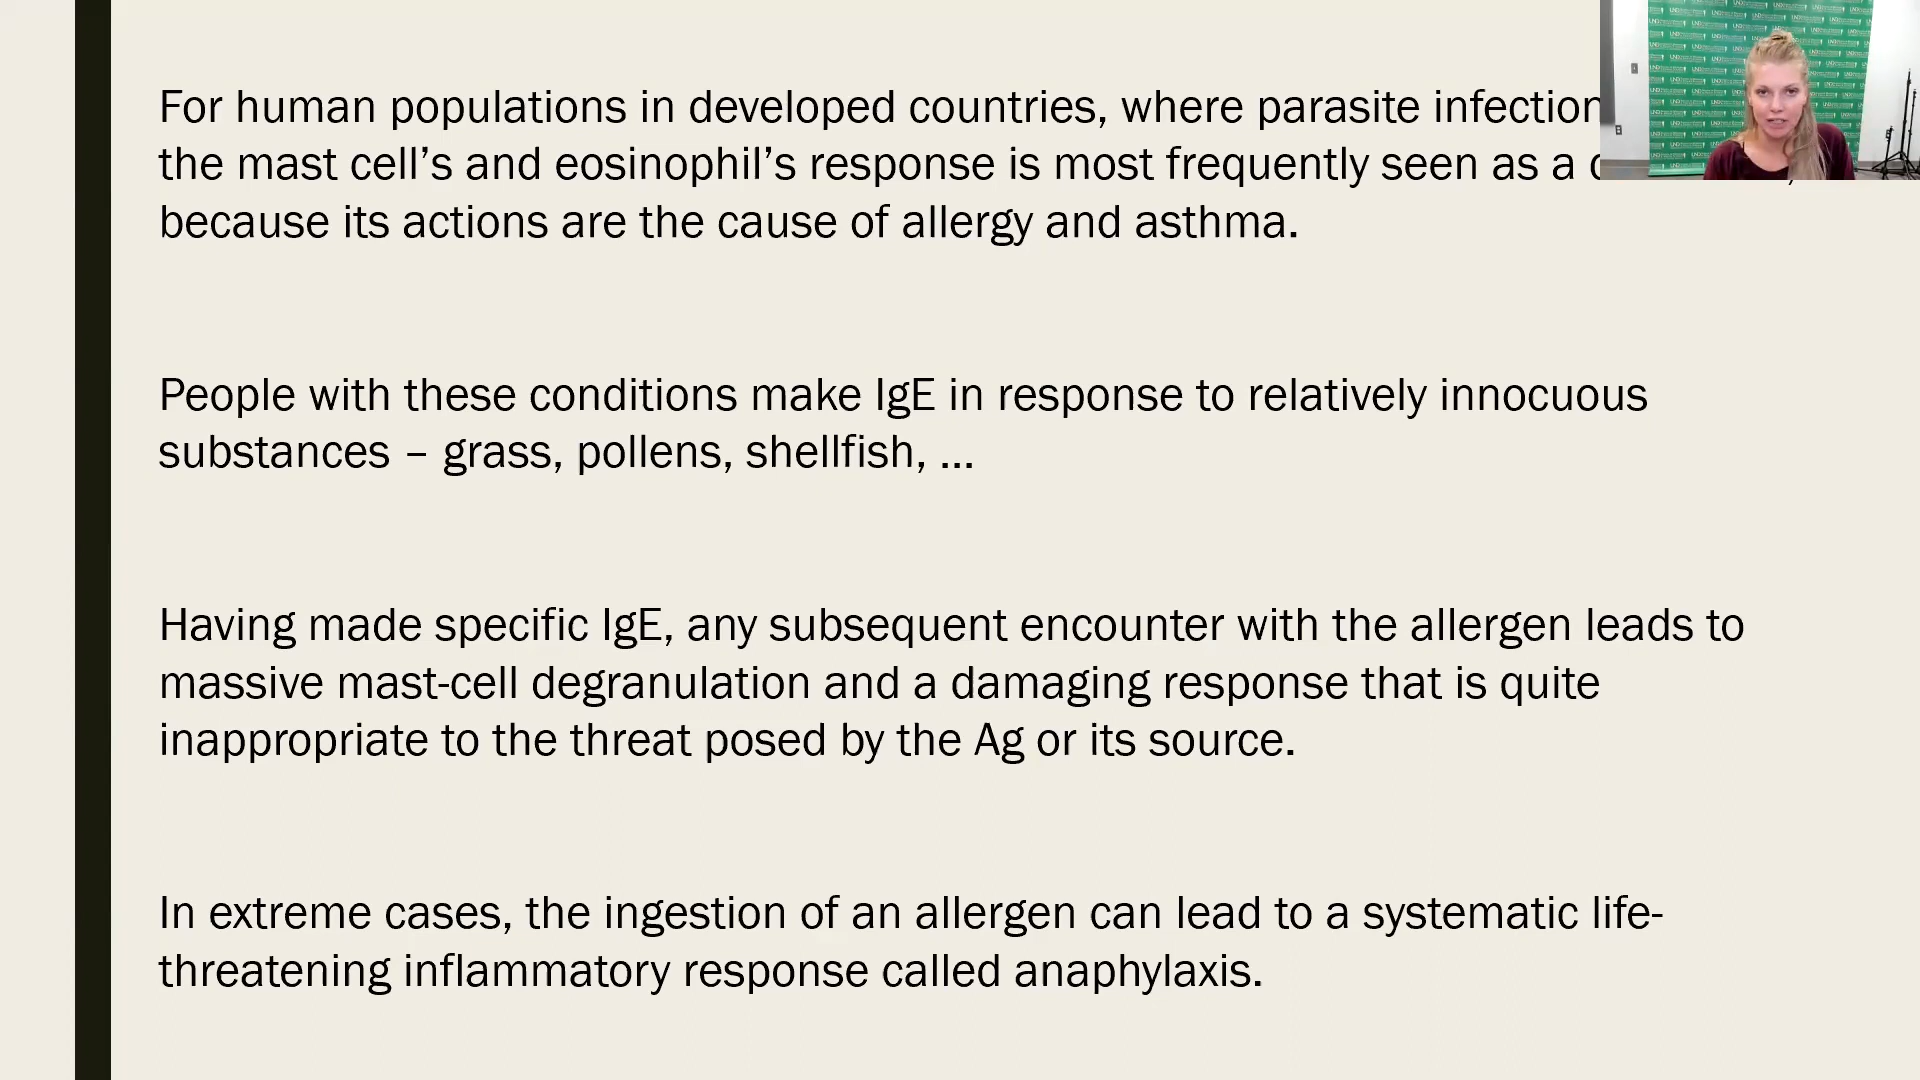 For human populations in developed countries, where parasite infection
the mast cell’s and eosinophil’s response is most frequently seen as a
because its actions are the cause of allergy and asthma.
People with these conditions make IgE in response to relatively innocuous
substances – grass, pollens, shellfish, ...
Having made specific IgE, any subsequent encounter with the allergen leads to
massive mast-cell degranulation and a damaging response that is quite
inappropriate to the threat posed by the Ag or its source.
In extreme cases, the ingestion of an allergen can lead to a systematic life-
threatening inflammatory response called anaphylaxis.